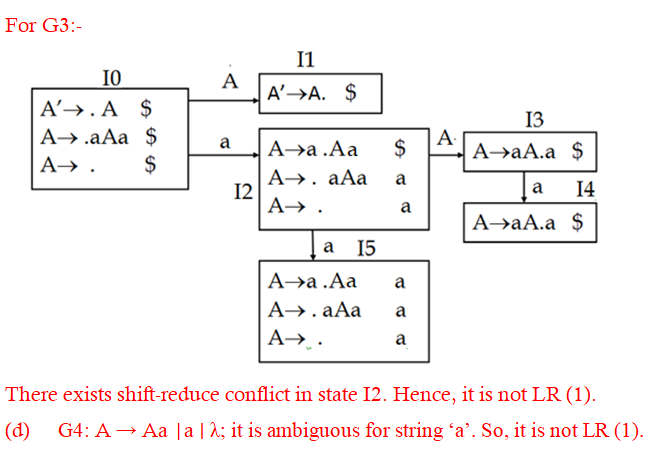 For G3:-
I1
I0
A
A′→A. $
A′→. A $
A→ .aAa $
A→ . $
I3
a
A→a .Aa $
A→. aAa a
A→ . a
I2
A
A→aA.a $
a I4
A→aA.a $
a I5
A→a .Aa a
A→. aAa a
A→ . a
There exists shift-reduce conflict in state I2. Hence, it is not LR (1).
(d) G4: A → Aa |a | λ; it is ambiguous for string ‘a’. So, it is not LR (1).